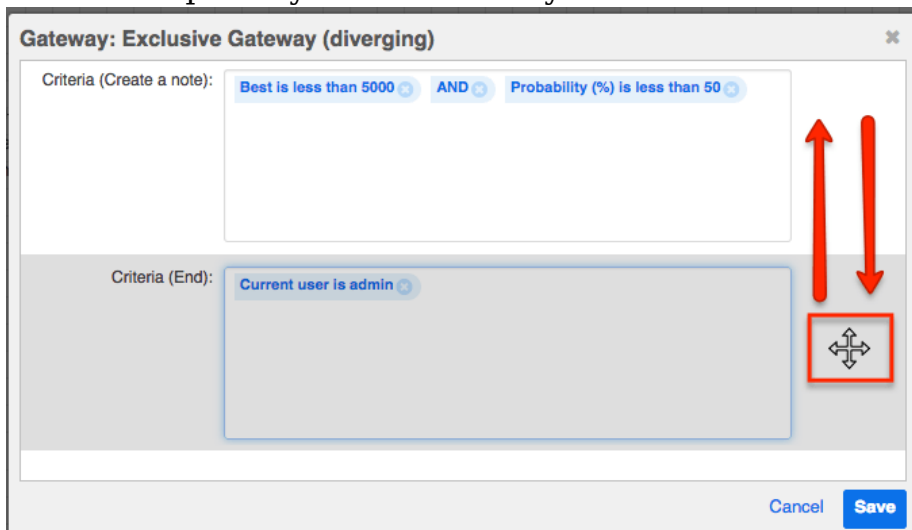 Gateway: Exclusive Gateway (diverging)
Criteria (Create a note): Best is less than 5000 AND Probability (%) is less than 50
Criteria (End): Current user is admin
Cancel Save